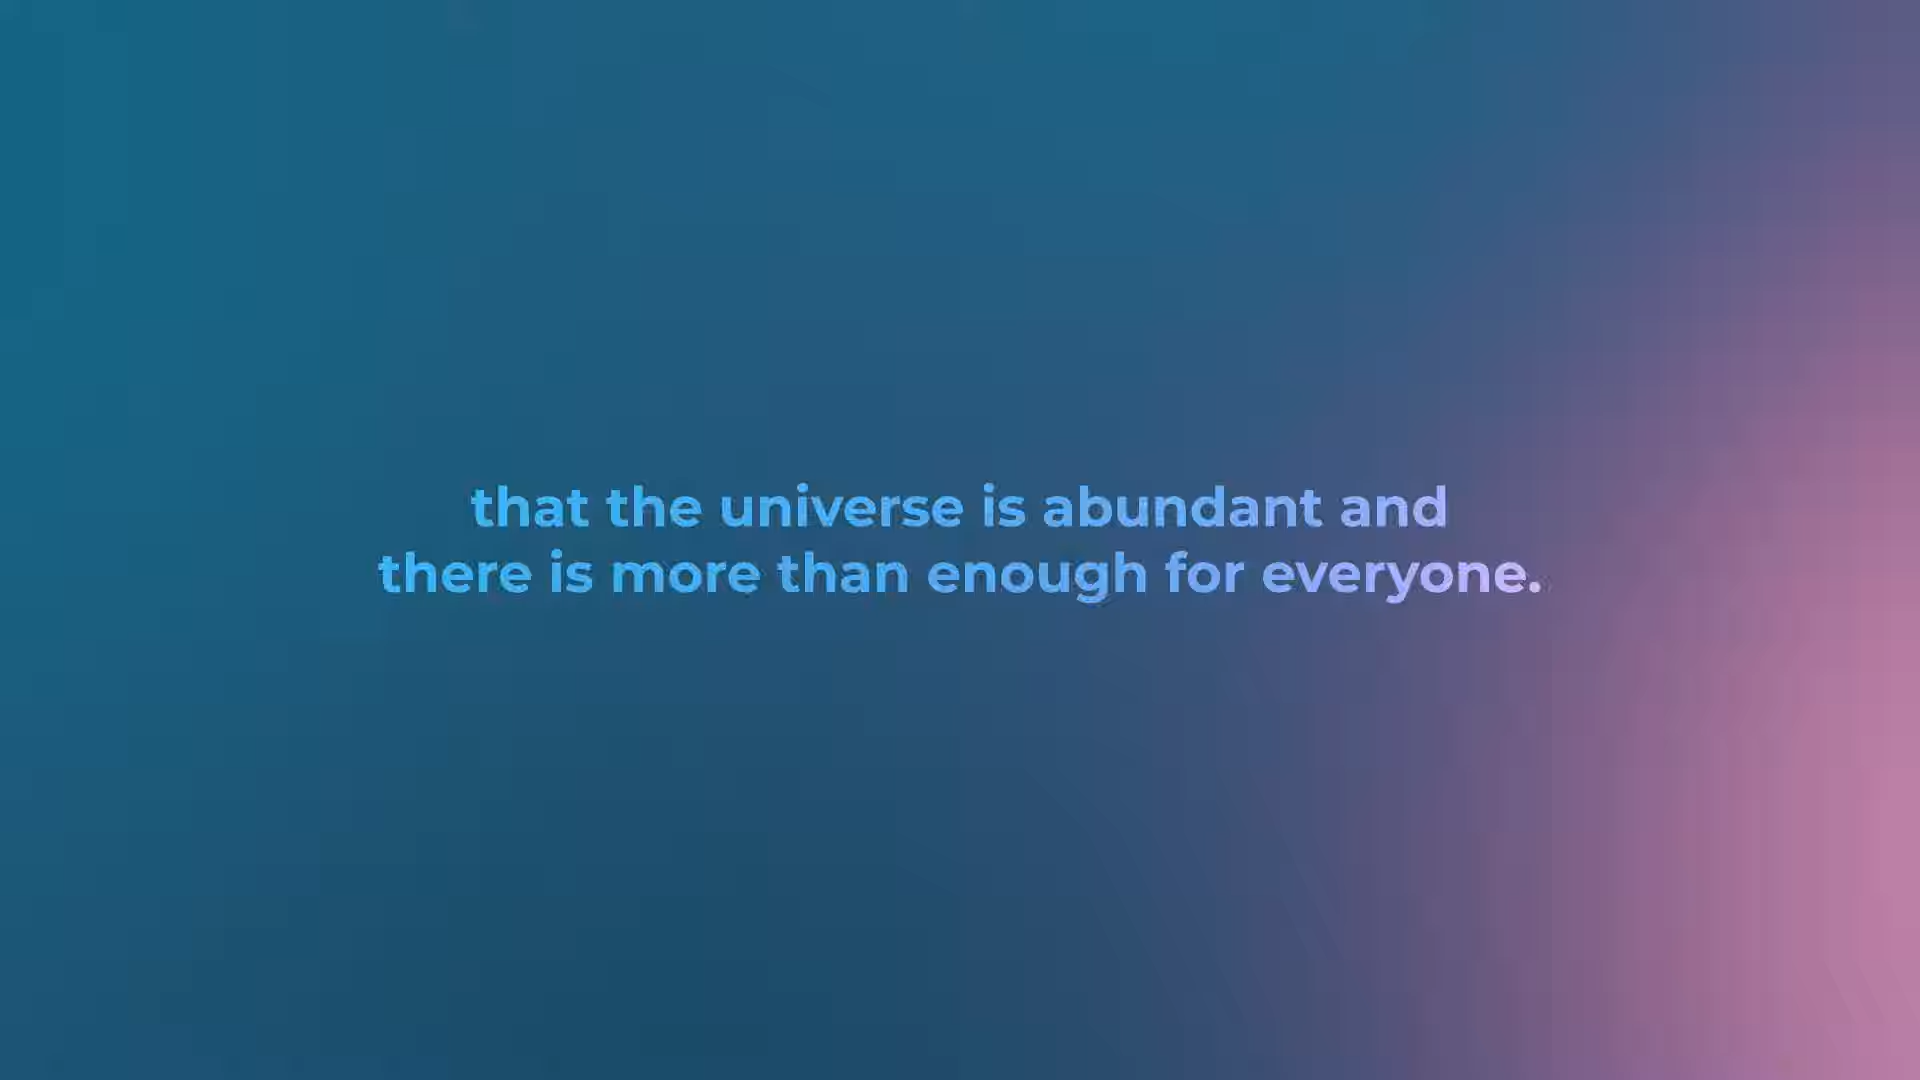 that the universe is abundant and
there is more than enough for everyone.